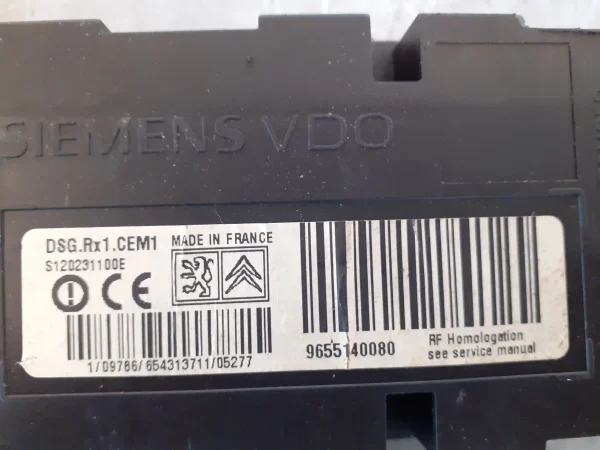 SIEMENS VDO
DSG.Rx1.CEM1
S120231100E
MADE IN FRANCE
CE
1/09786/654313711/05277
9655140080
RF Homologation
see service manual